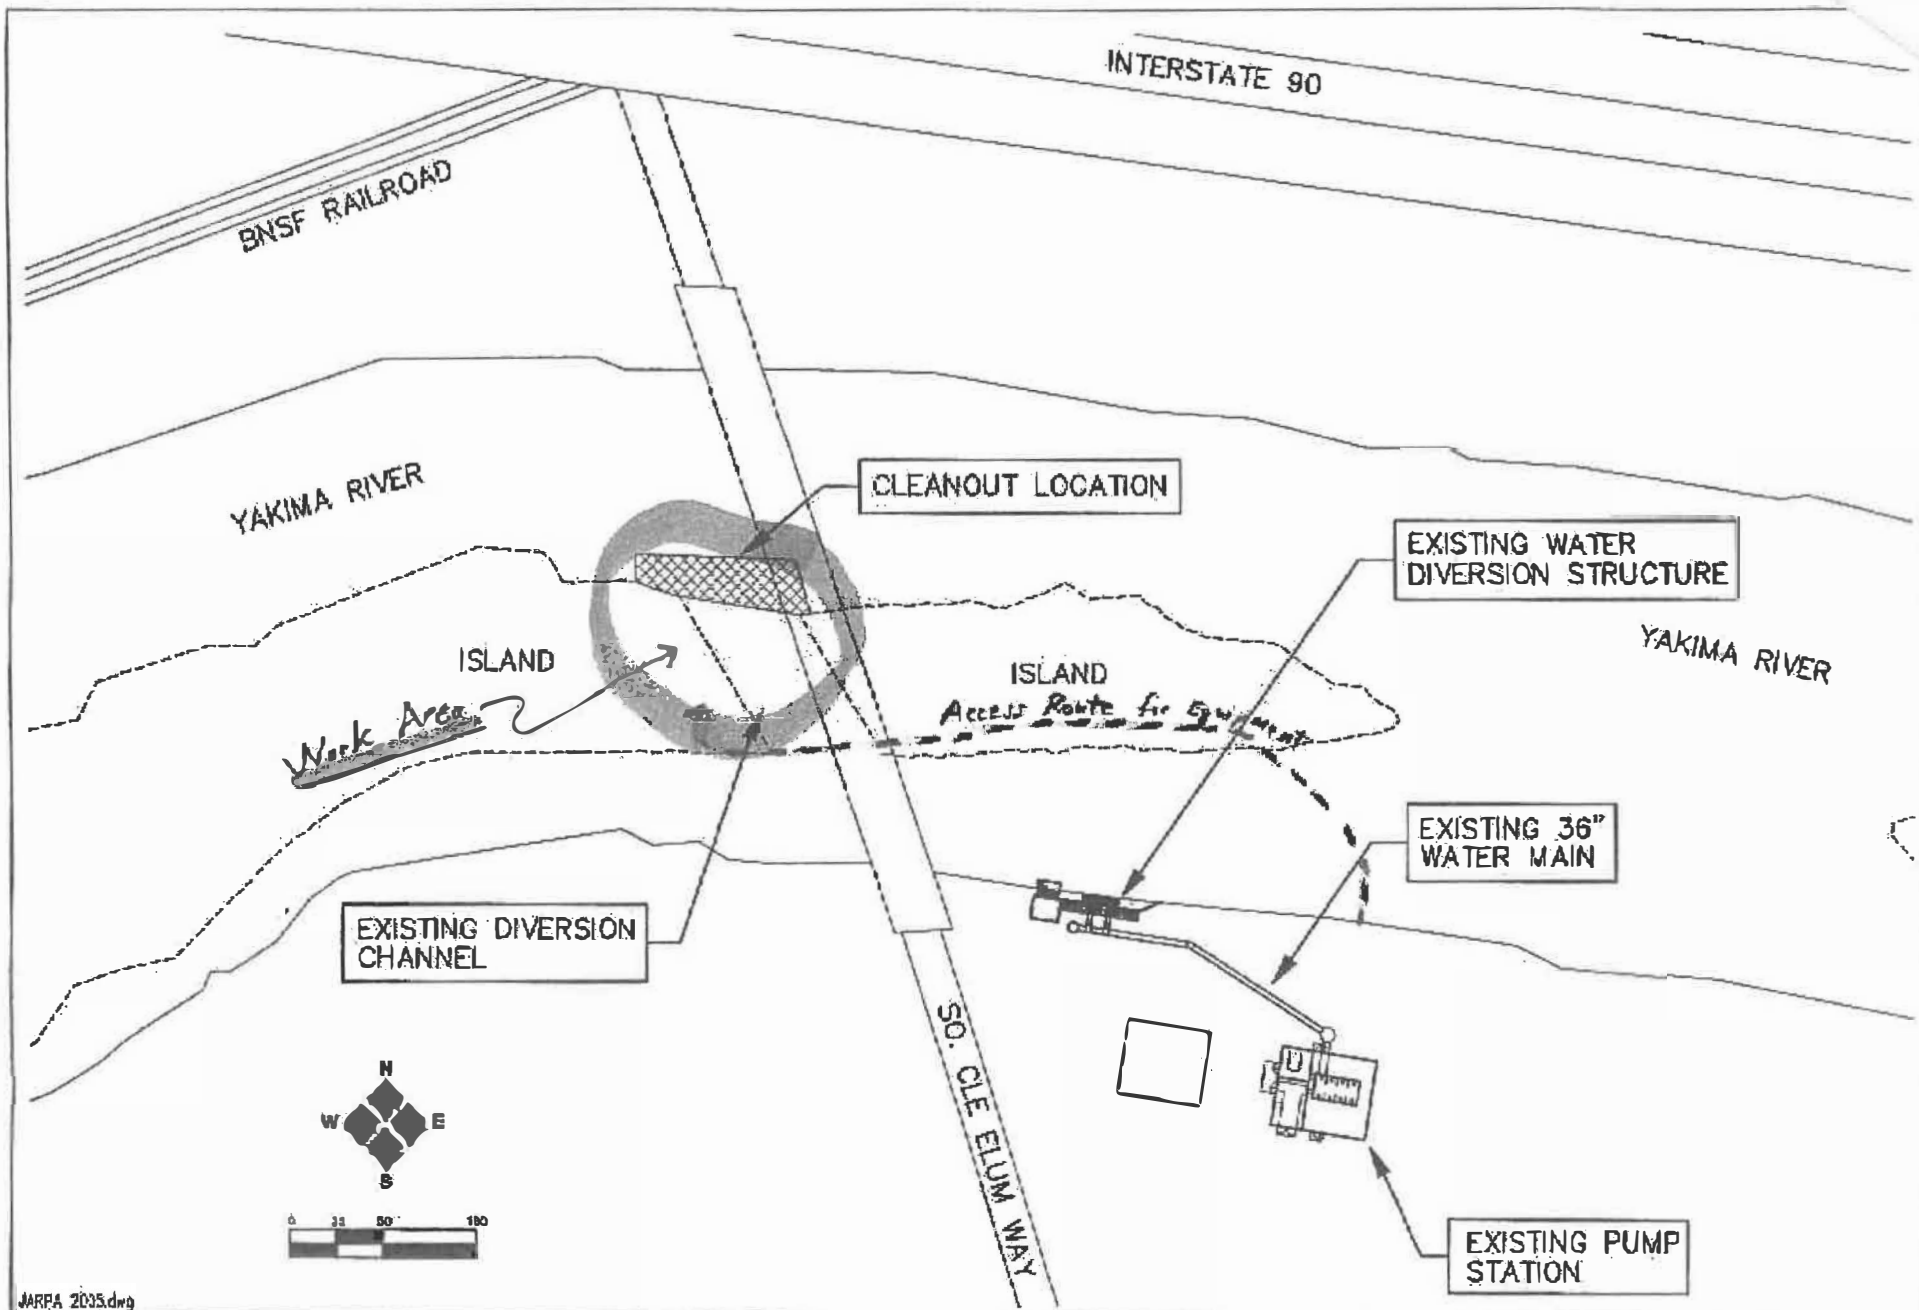 INTERSTATE 90
BNSF RAILROAD
YAKIMA RIVER
CLEANOUT LOCATION
EXISTING WATER
DIVERSION STRUCTURE
YAKIMA RIVER
ISLAND
ISLAND
Access Route for Equipment
Work Area
EXISTING 36"
WATER MAIN
EXISTING DIVERSION
CHANNEL
SO. CLE ELUM WAY
N
W E
S
0 50 100
EXISTING PUMP
STATION
JARPA 2005.dwg